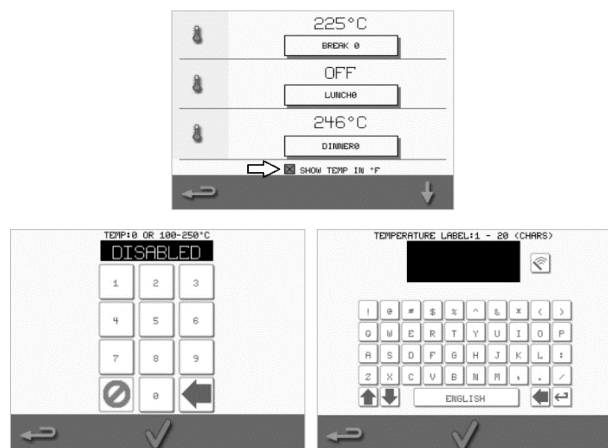 225°C
BREAK 0
OFF
LUNCH0
246°C
DINNER0
SHOW TEMP IN °F
TEMP:0 OR 100-250°C
DISABLED
1 2 3
4 5 6
7 8 9
0
TEMPERATURE LABEL:1 - 20 (CHARS)
! @ # $ % ^ & * ( )
Q W E R T Y U I O P
A S D F G H J K L :
Z X C V B N M , . /
ENGLISH